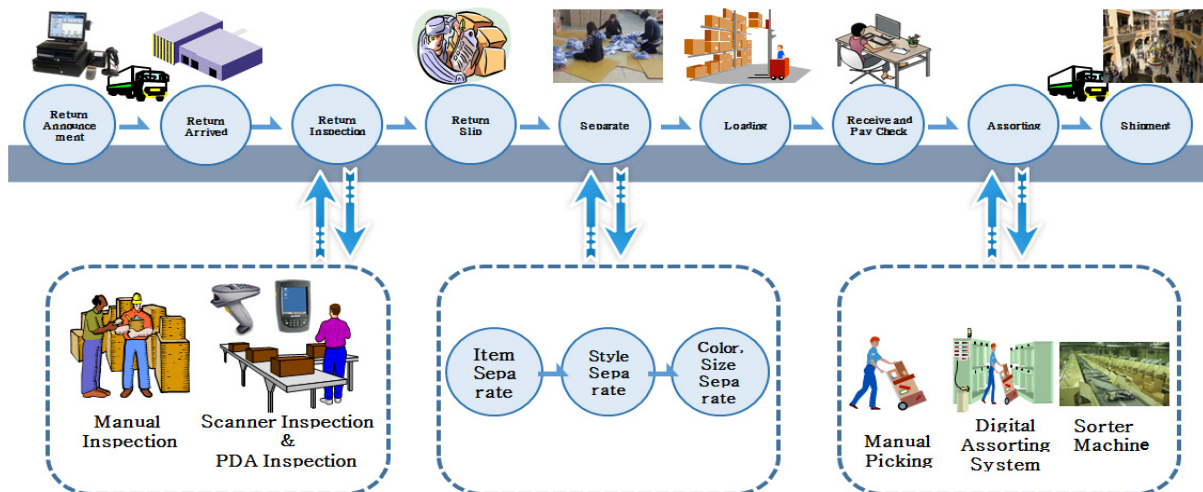 Return
Announce
ment
Return
Arrived
Return
Inspection
Return
Slip
Separate
Loading
Receive and
Pay Check
Assorting
Shipment
Manual
Inspection
Scanner Inspection
&
PDA Inspection
Item
Sepa
rate
Style
Sepa
rate
Color,
Size
Sepa
rate
Manual
Picking
Digital
Assorting
System
Sorter
Machine